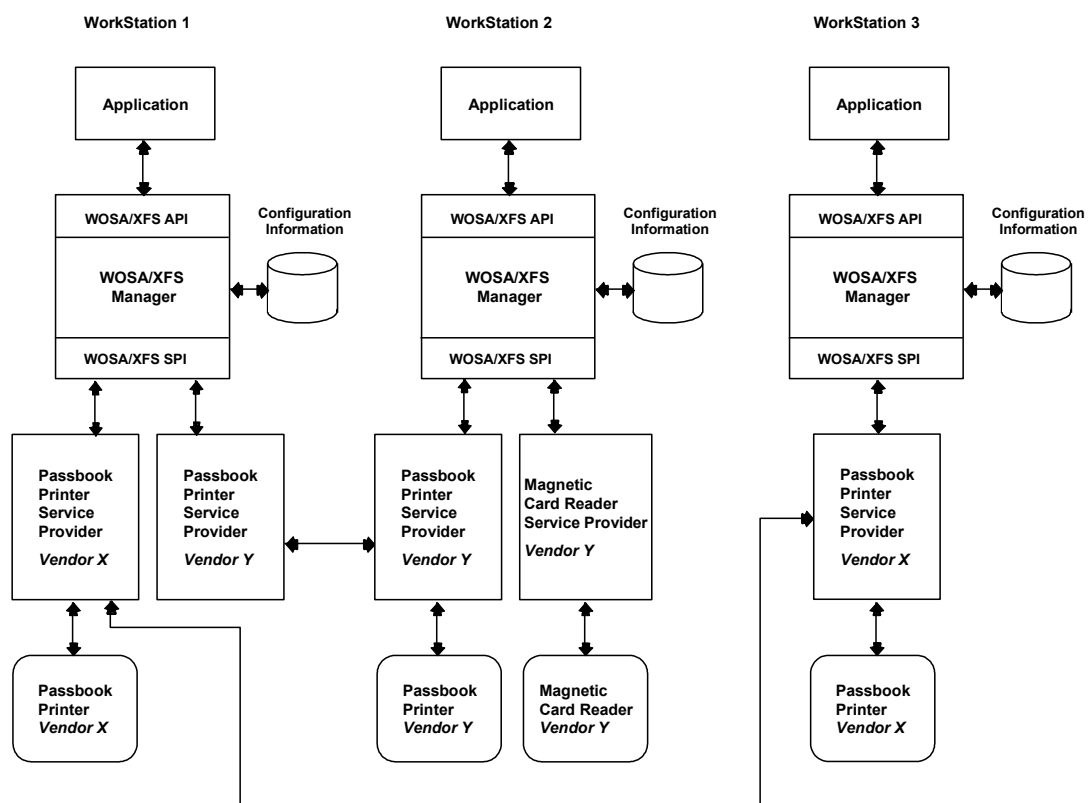 WorkStation 1
WorkStation 2
WorkStation 3
Application
Application
Application
WOSA/XFS API
Configuration
Information
WOSA/XFS API
Configuration
Information
WOSA/XFS API
Configuration
Information
WOSA/XFS
Manager
WOSA/XFS
Manager
WOSA/XFS
Manager
WOSA/XFS SPI
WOSA/XFS SPI
WOSA/XFS SPI
Passbook
Printer
Service
Provider
Vendor X
Passbook
Printer
Service
Provider
Vendor Y
Passbook
Printer
Service
Provider
Vendor Y
Magnetic
Card Reader
Service Provider
Vendor Y
Passbook
Printer
Service
Provider
Vendor X
Passbook
Printer
Vendor X
Passbook
Printer
Vendor Y
Magnetic
Card Reader
Vendor Y
Passbook
Printer
Vendor X